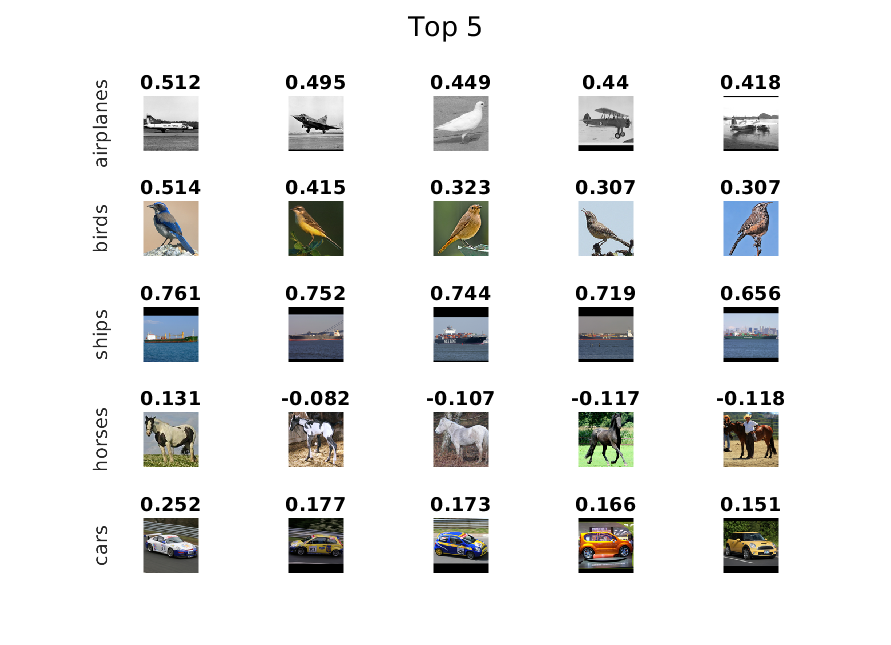 Top 5
airplanes
0.512 0.495 0.449 0.44 0.418
birds
0.514 0.415 0.323 0.307 0.307
ships
0.761 0.752 0.744 0.719 0.656
horses
0.131 -0.082 -0.107 -0.117 -0.118
cars
0.252 0.177 0.173 0.166 0.151